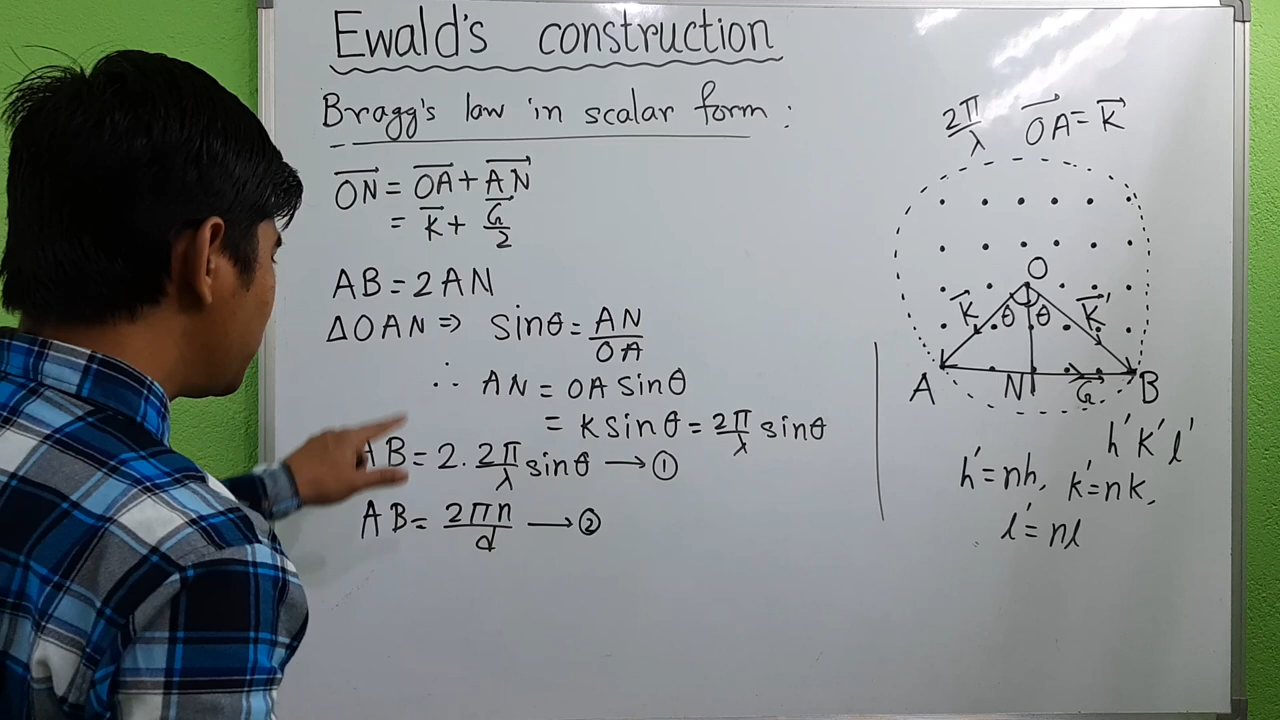 Ewald's construction
Bragg's law in scalar form :
→ON = →OA + →AN
= →K + →G/2
AB = 2AN
ΔOAN ⇒ sinθ = AN/OA
∴ AN = OA sinθ
= K sinθ = 2π/λ sinθ
AB = 2. 2π/λ sinθ → ①
AB = 2πn/d → ②
2π/λ →OA = →K
O
→K θ θ →K'
A N →G B
h' K' l'
h' = nh, k' = nk,
l' = nl